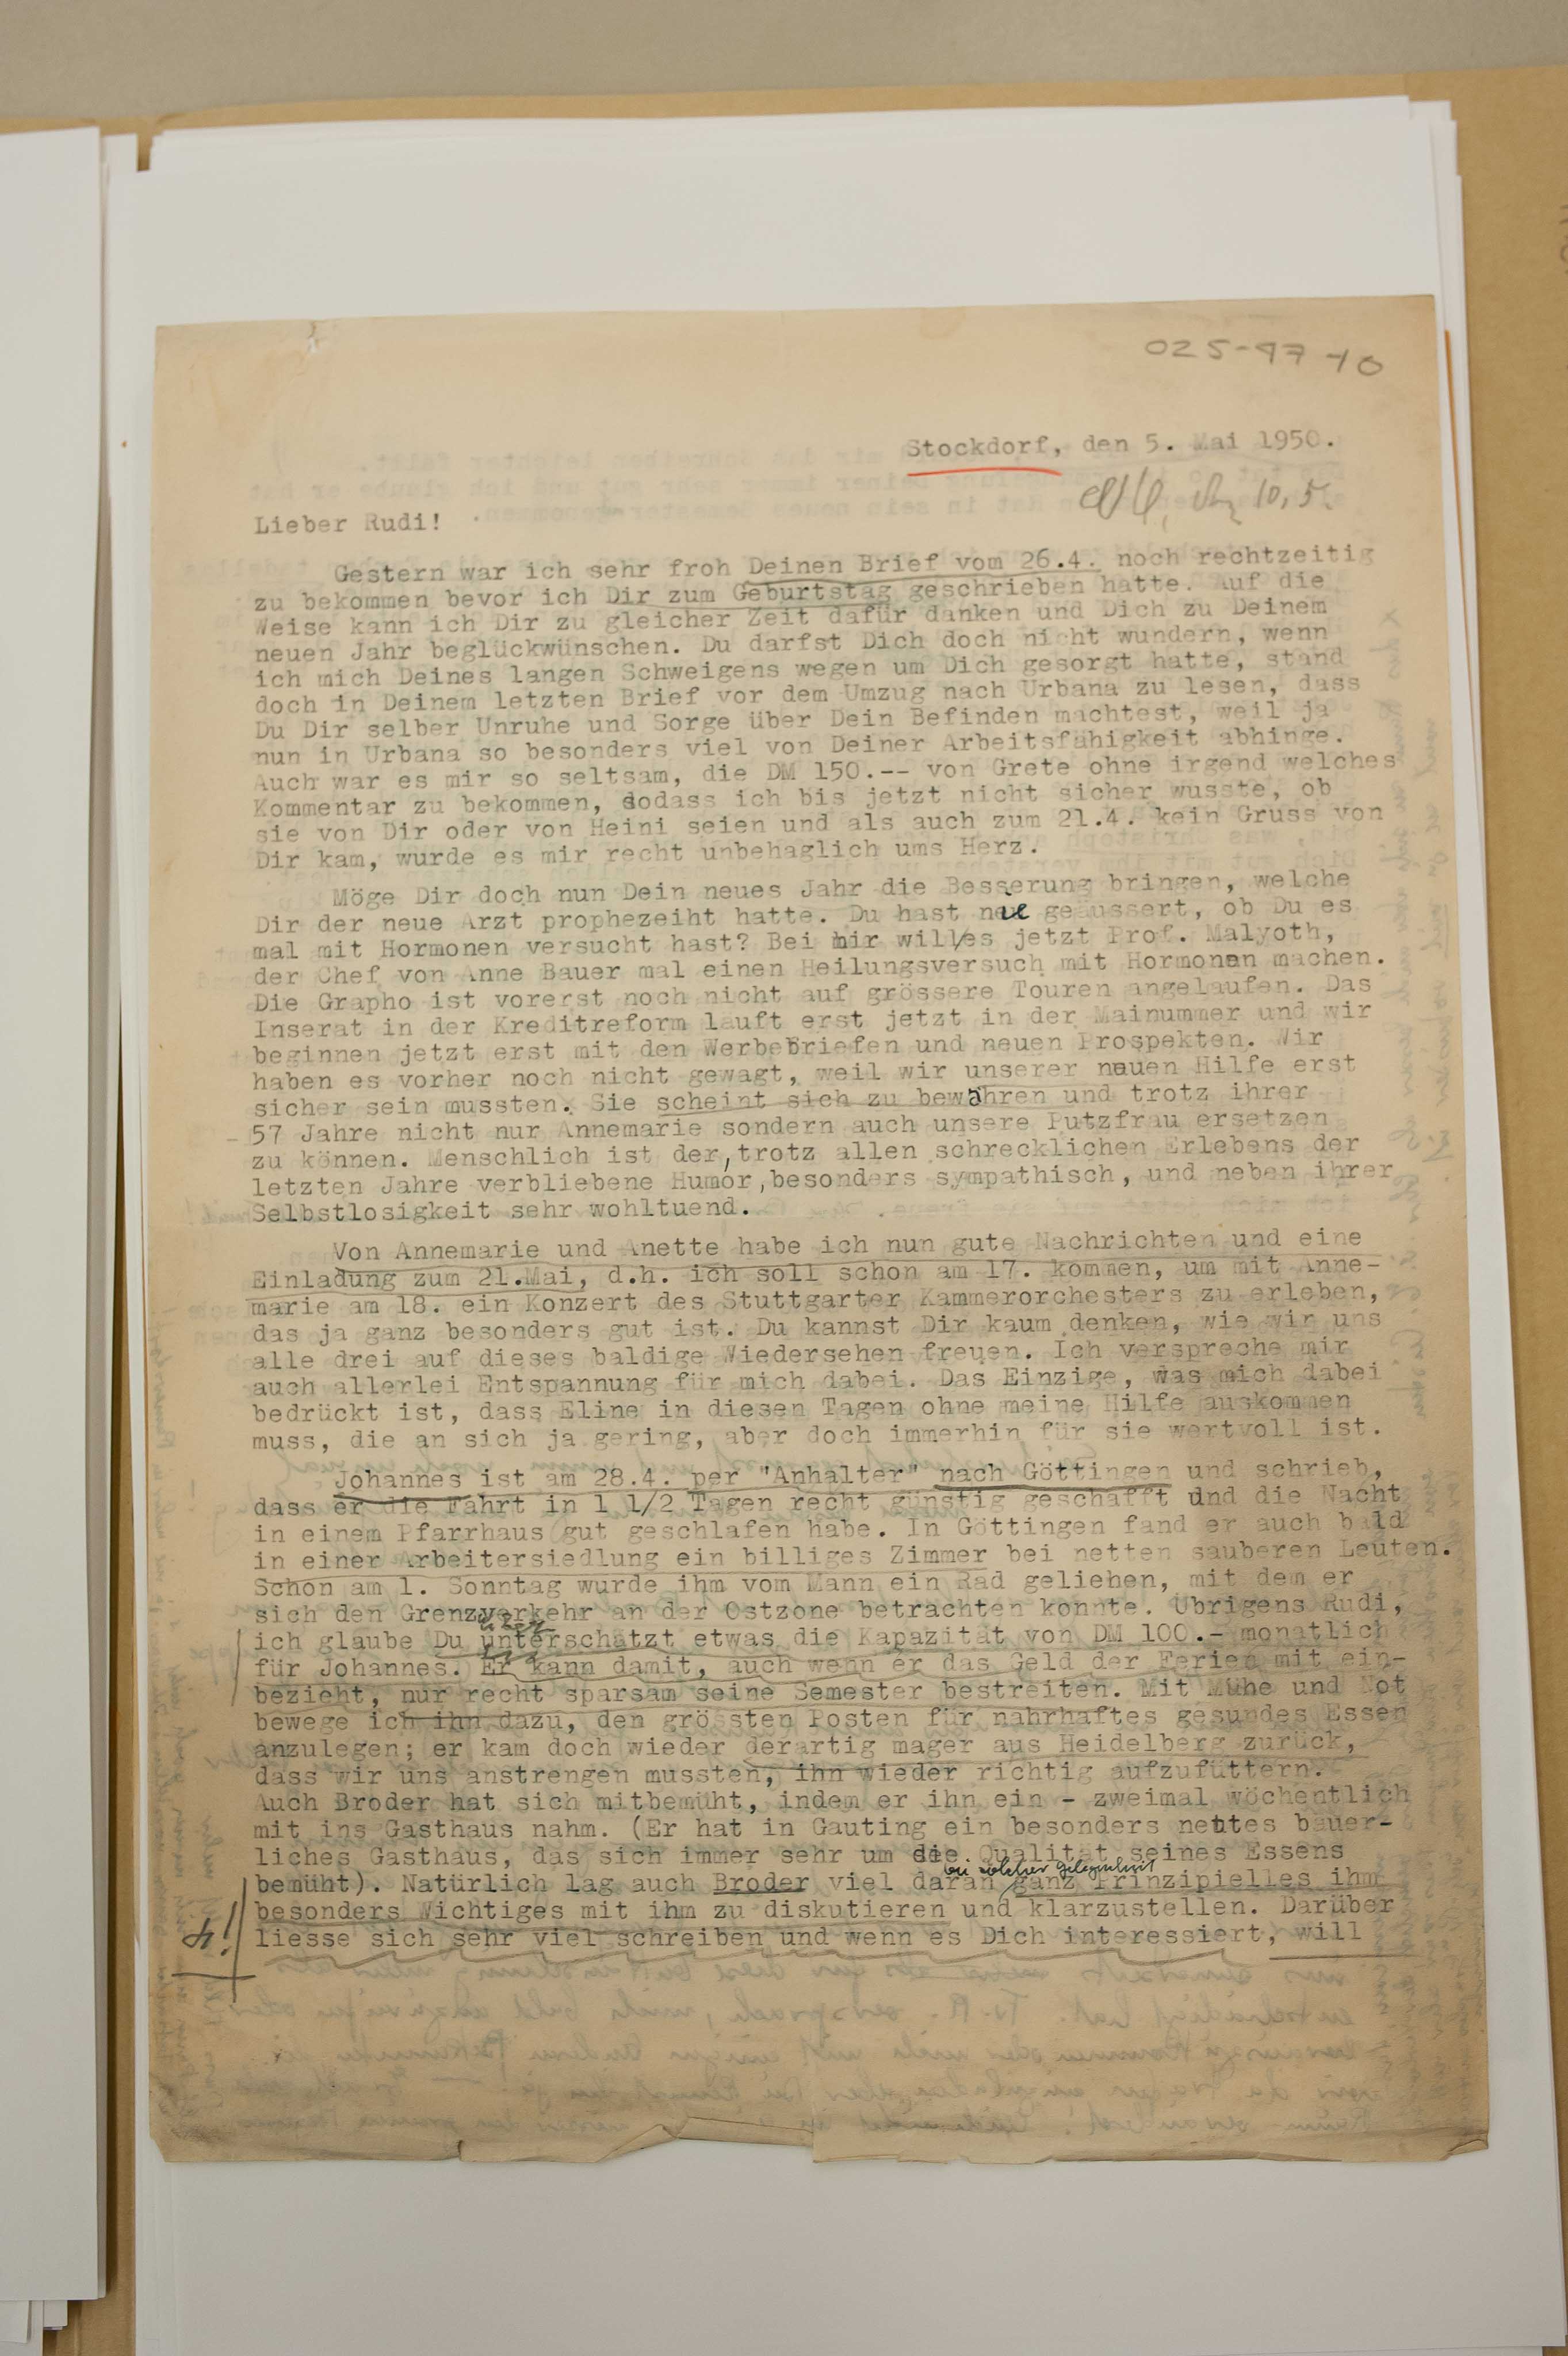 025-97-10
Stockdorf, den 5. Mai 1950.
10.5.
Lieber Rudi!
Gestern war ich sehr froh Deinen Brief vom 26.4. noch rechtzeitig
zu bekommen bevor ich Dir zum Geburtstag geschrieben hatte. Auf die
Weise kann ich Dir zu gleicher Zeit dafür danken und Dich zu Deinem
neuen Jahr beglückwünschen. Du darfst Dich doch nicht wundern, wenn
ich mich Deines langen Schweigens wegen um Dich gesorgt hatte, stand
doch in Deinem letzten Brief vor dem Umzug nach Urbana zu lesen, dass
Du Dir selber Unruhe und Sorge über Dein Befinden machtest, weil ja
nun in Urbana so besonders viel von Deiner Arbeitsfähigkeit abhinge.
Auch war es mir so seltsam, die DM 150.-- von Grete ohne irgend welches
Kommentar zu bekommen, sodass ich bis jetzt nicht sicher wusste, ob
sie von Dir oder von Heini seien und als auch zum 21.4. kein Gruss von
Dir kam, wurde es mir recht unbehaglich ums Herz.
Möge Dir doch nun Dein neues Jahr die Besserung bringen, welche
Dir der neue Arzt prophezeiht hatte. Du hast nie geäussert, ob Du es
mal mit Hormonen versucht hast? Bei mir will/es jetzt Prof. Malyoth,
der Chef von Anne Bauer mal einen Heilungsversuch mit Hormonen machen.
Die Grapho ist vorerst noch nicht auf grössere Touren angelaufen. Das
Inserat in der Kreditreform läuft erst jetzt in der Mainummer und wir
beginnen jetzt erst mit den Werbebriefen und neuen Prospekten. Wir
haben es vorher noch nicht gewagt, weil wir unserer neuen Hilfe erst
sicher sein mussten. Sie scheint sich zu bewähren und trotz ihrer
57 Jahre nicht nur Annemarie sondern auch unsere Putzfrau ersetzen
zu können. Menschlich ist der, trotz allen schrecklichen Erlebens der
letzten Jahre verbliebene Humor, besonders sympathisch, und neben ihrer
Selbstlosigkeit sehr wohltuend.
Von Annemarie und Anette habe ich nun gute Nachrichten und eine
Einladung zum 21.Mai, d.h. ich soll schon am 17. kommen, um mit Anne-
marie am 18. ein Konzert des Stuttgarter Kammerorchesters zu erleben,
das ja ganz besonders gut ist. Du kannst Dir kaum denken, wie wir uns
alle drei auf dieses baldige Wiedersehen freuen. Ich verspreche mir
auch allerlei Entspannung für mich dabei. Das Einzige, was mich dabei
bedrückt ist, dass Eline in diesen Tagen ohne meine Hilfe auskommen
muss, die an sich ja gering, aber doch immerhin für sie wertvoll ist.
Johannes ist am 28.4. per "Anhalter" nach Göttingen und schrieb,
dass er die Fahrt in 1 1/2 Tagen recht günstig geschafft und die Nacht
in einem Pfarrhaus gut geschlafen habe. In Göttingen fand er auch bald
in einer Arbeitersiedlung ein billiges Zimmer bei netten sauberen Leuten.
Schon am 1. Sonntag wurde ihm vom Mann ein Rad geliehen, mit dem er
sich den Grenzverkehr an der Ostzone betrachten konnte. Übrigens Rudi,
über
ich glaube Du unterschätzt etwas die Kapazität von DM 100.- monatlich
für Johannes. Er kann damit, auch wenn er das Geld der Ferien mit ein-
bezieht, nur recht sparsam seine Semester bestreiten. Mit Mühe und Not
bewege ich ihn dazu, den grössten Posten für nahrhaftes gesundes Essen
anzulegen; er kam doch wieder derartig mager aus Heidelberg zurück,
dass wir uns anstrengen mussten, ihn wieder richtig aufzufüttern.
Auch Broder hat sich mitbemüht, indem er ihn ein - zweimal wöchentlich
mit ins Gasthaus nahm. (Er hat in Gauting ein besonders nettes bäuer-
liches Gasthaus, das sich immer sehr um die Qualität seines Essens
bei solcher Gelegenheit
bemüht). Natürlich lag auch Broder viel daran ganz Prinzipielles ihm
besonders Wichtiges mit ihm zu diskutieren und klarzustellen. Darüber
liesse sich sehr viel schreiben und wenn es Dich interessiert, will